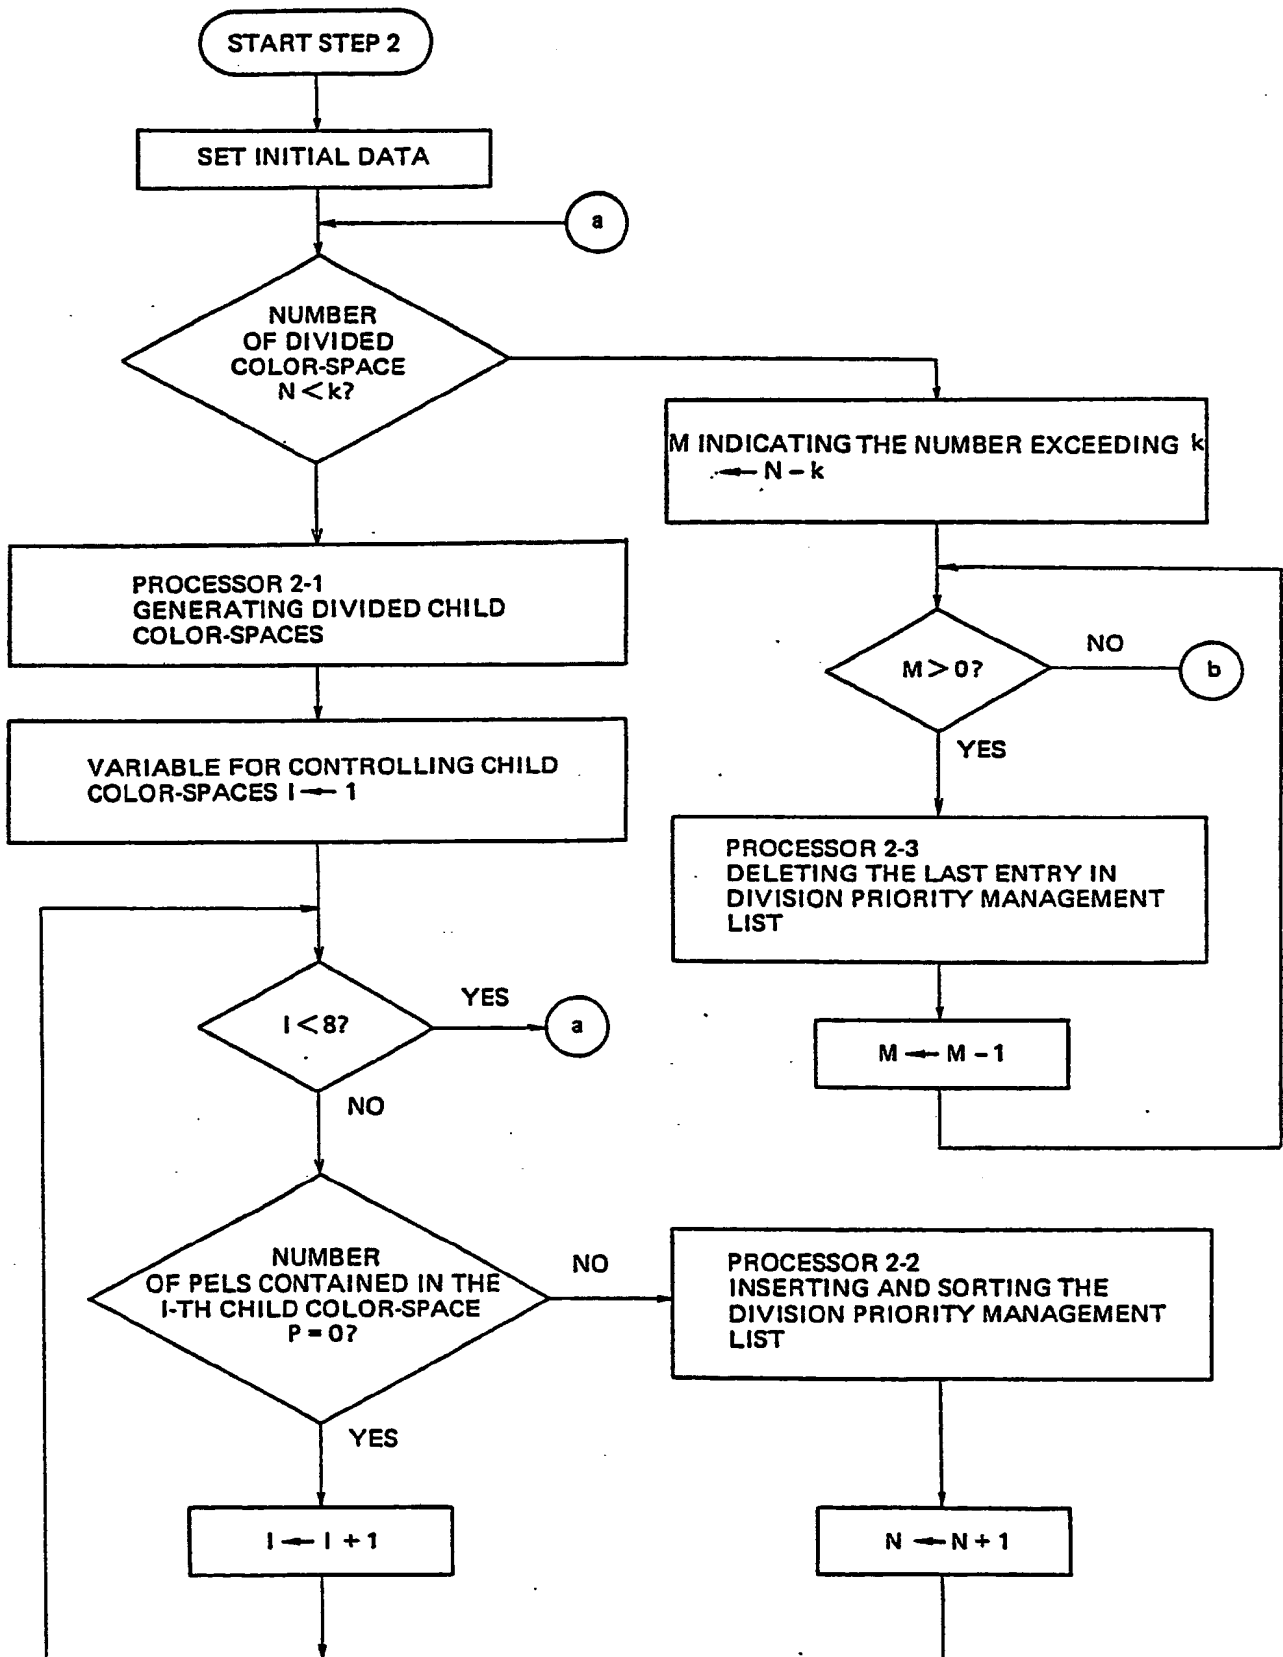 START STEP 2
SET INITIAL DATA
a
NUMBER
OF DIVIDED
COLOR-SPACE
N < k?
M INDICATING THE NUMBER EXCEEDING k
← N – k
PROCESSOR 2-1
GENERATING DIVIDED CHILD
COLOR-SPACES
M > 0?
NO
b
YES
VARIABLE FOR CONTROLLING CHILD
COLOR-SPACES I ← 1
PROCESSOR 2-3
DELETING THE LAST ENTRY IN
DIVISION PRIORITY MANAGEMENT
LIST
I < 8?
YES
a
NO
M ← M – 1
NUMBER
OF PELS CONTAINED IN THE
I-TH CHILD COLOR-SPACE
P = 0?
NO
YES
PROCESSOR 2-2
INSERTING AND SORTING THE
DIVISION PRIORITY MANAGEMENT
LIST
I ← I + 1
N ← N + 1